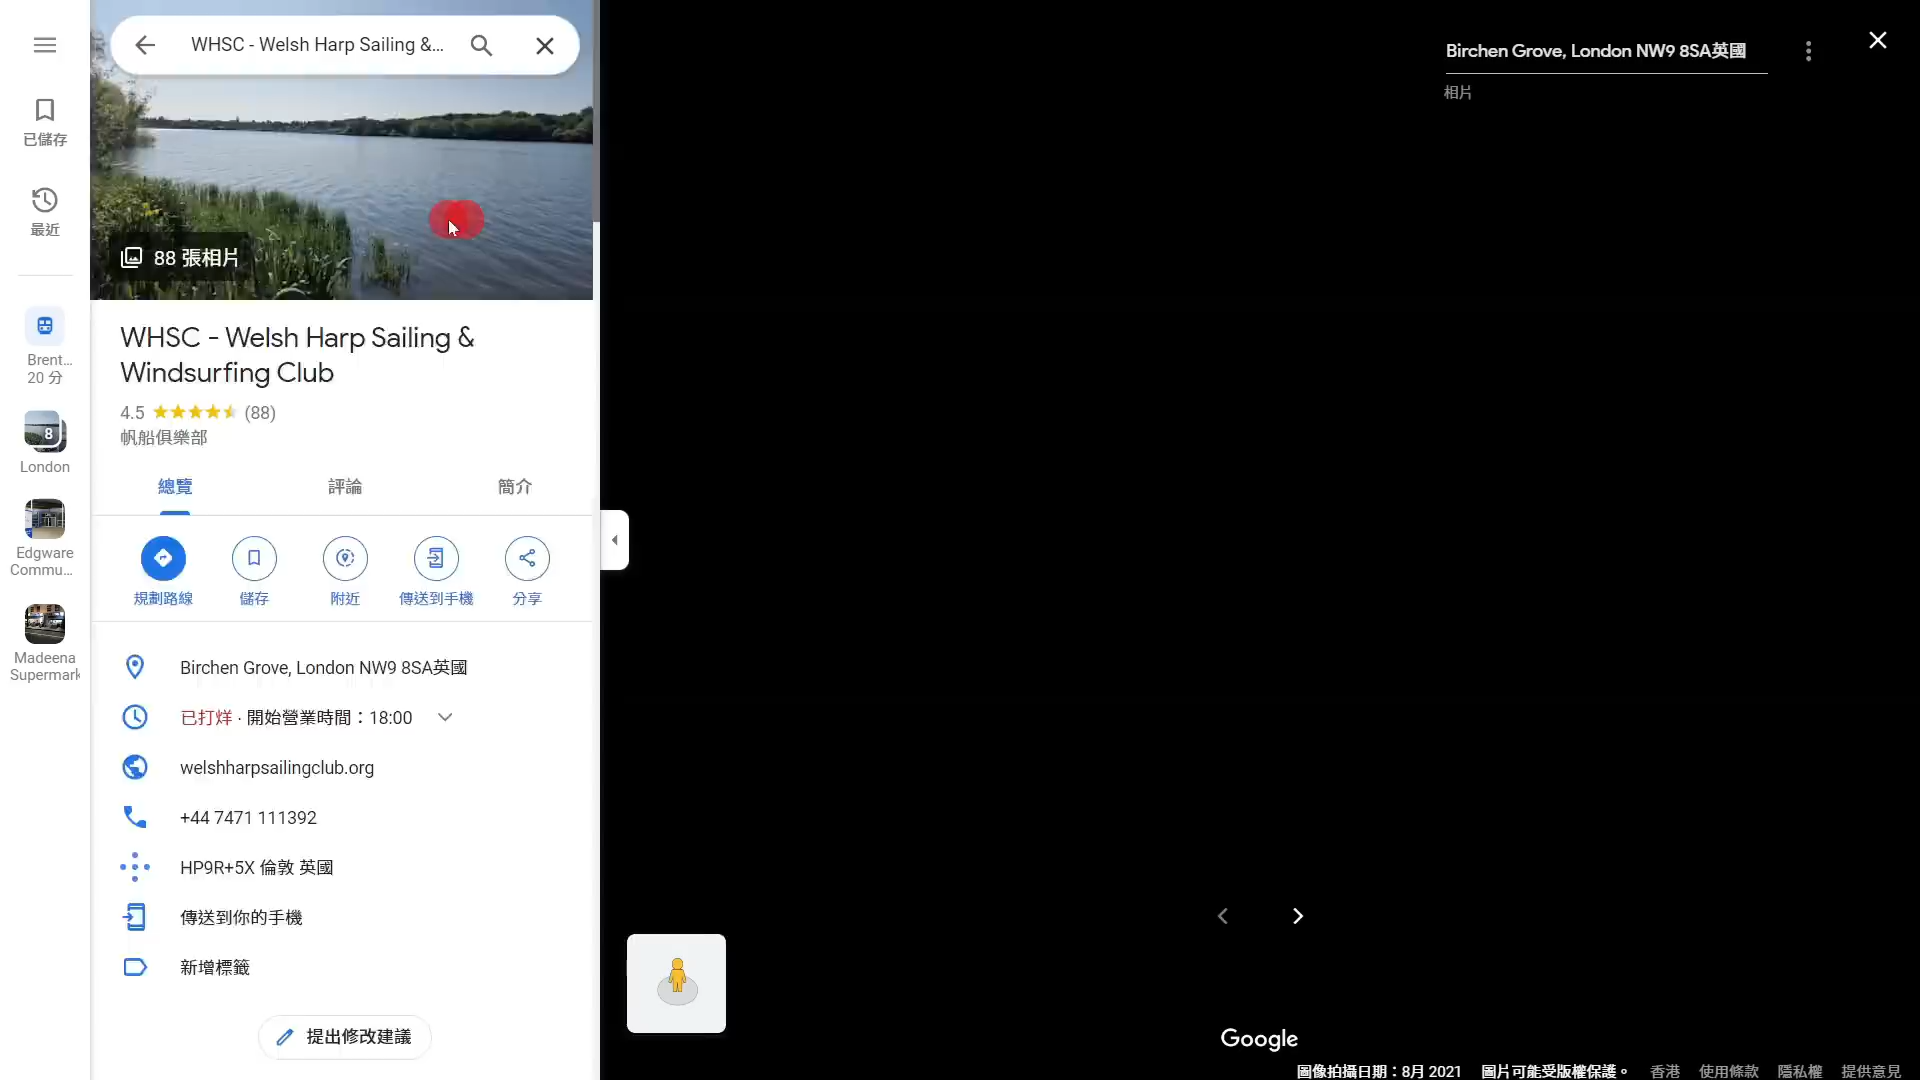 WHSC - Welsh Harp Sailing &...
已儲存
最近
Brent...
20 分
8
London
Edgware
Commu...
Madeena
Supermark
88 張相片
WHSC - Welsh Harp Sailing &
Windsurfing Club
4.5 (88)
帆船俱樂部
總覽
評論
簡介
規劃路線
儲存
附近
傳送到手機
分享
Birchen Grove, London NW9 8SA英國
已打烊 · 開始營業時間：18:00
welshharpsailingclub.org
+44 7471 111392
HP9R+5X 倫敦 英國
傳送到你的手機
新增標籤
提出修改建議
Birchen Grove, London NW9 8SA英國
相片
Google
圖像拍攝日期：8月 2021 圖片可能受版權保護。 香港 使用條款 隱私權 提供意見